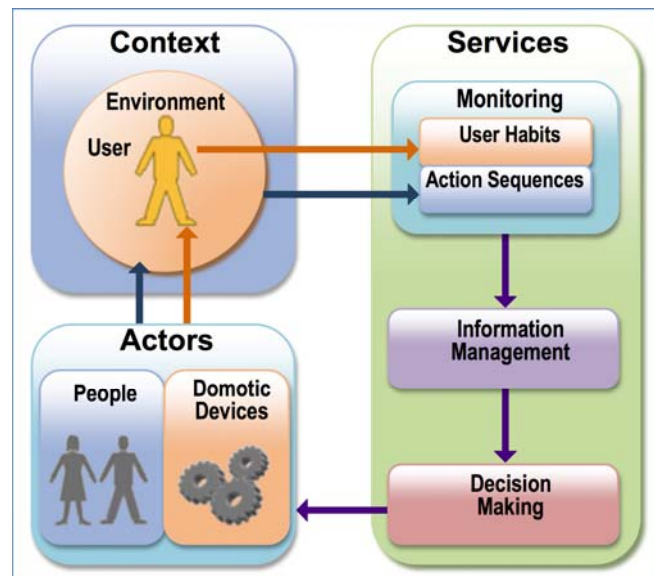 Context
Environment
User
Actors
People
Domotic
Devices
Services
Monitoring
User Habits
Action Sequences
Information
Management
Decision
Making